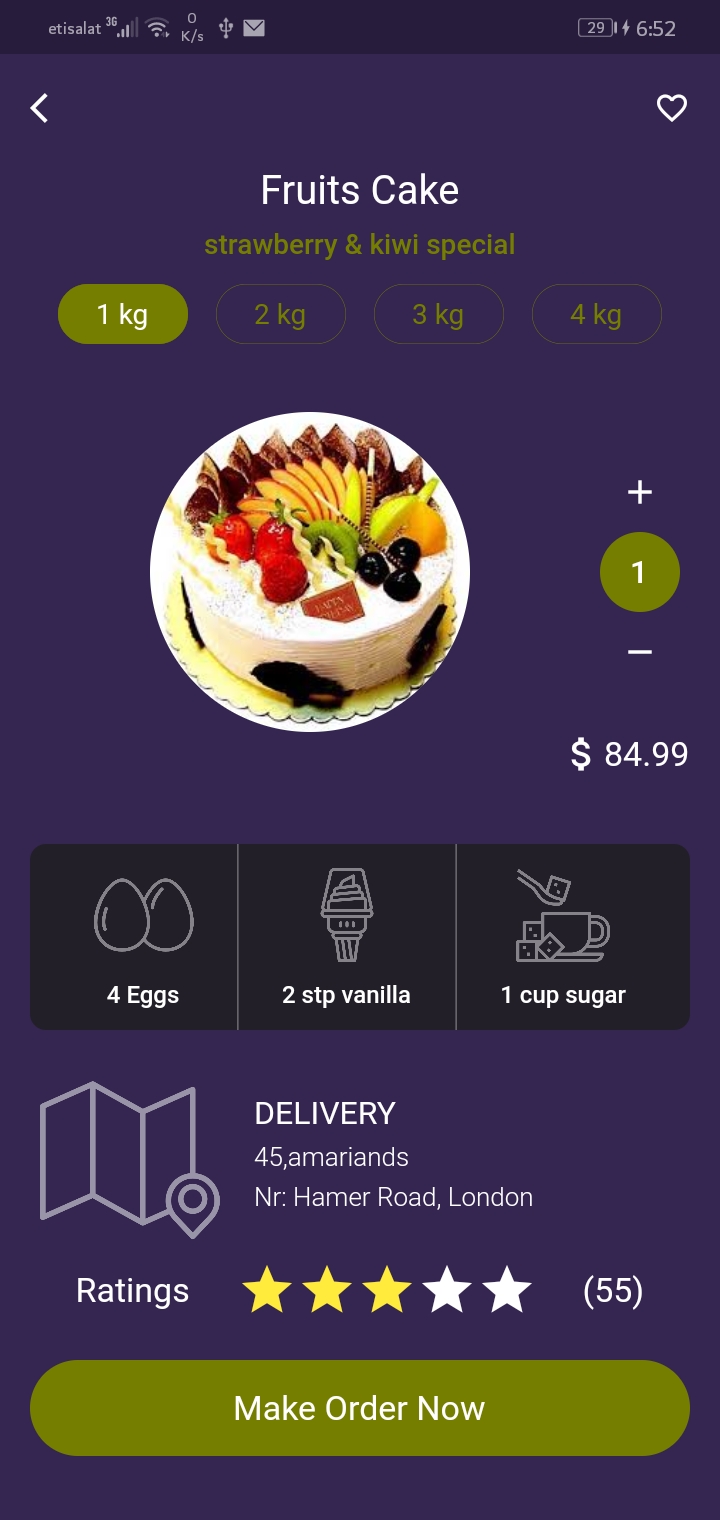 etisalat 3G 0 K/s 29 6:52
Fruits Cake
strawberry & kiwi special
1 kg 2 kg 3 kg 4 kg
+
1
−
$ 84.99
4 Eggs 2 stp vanilla 1 cup sugar
DELIVERY
45,amariands
Nr: Hamer Road, London
Ratings (55)
Make Order Now